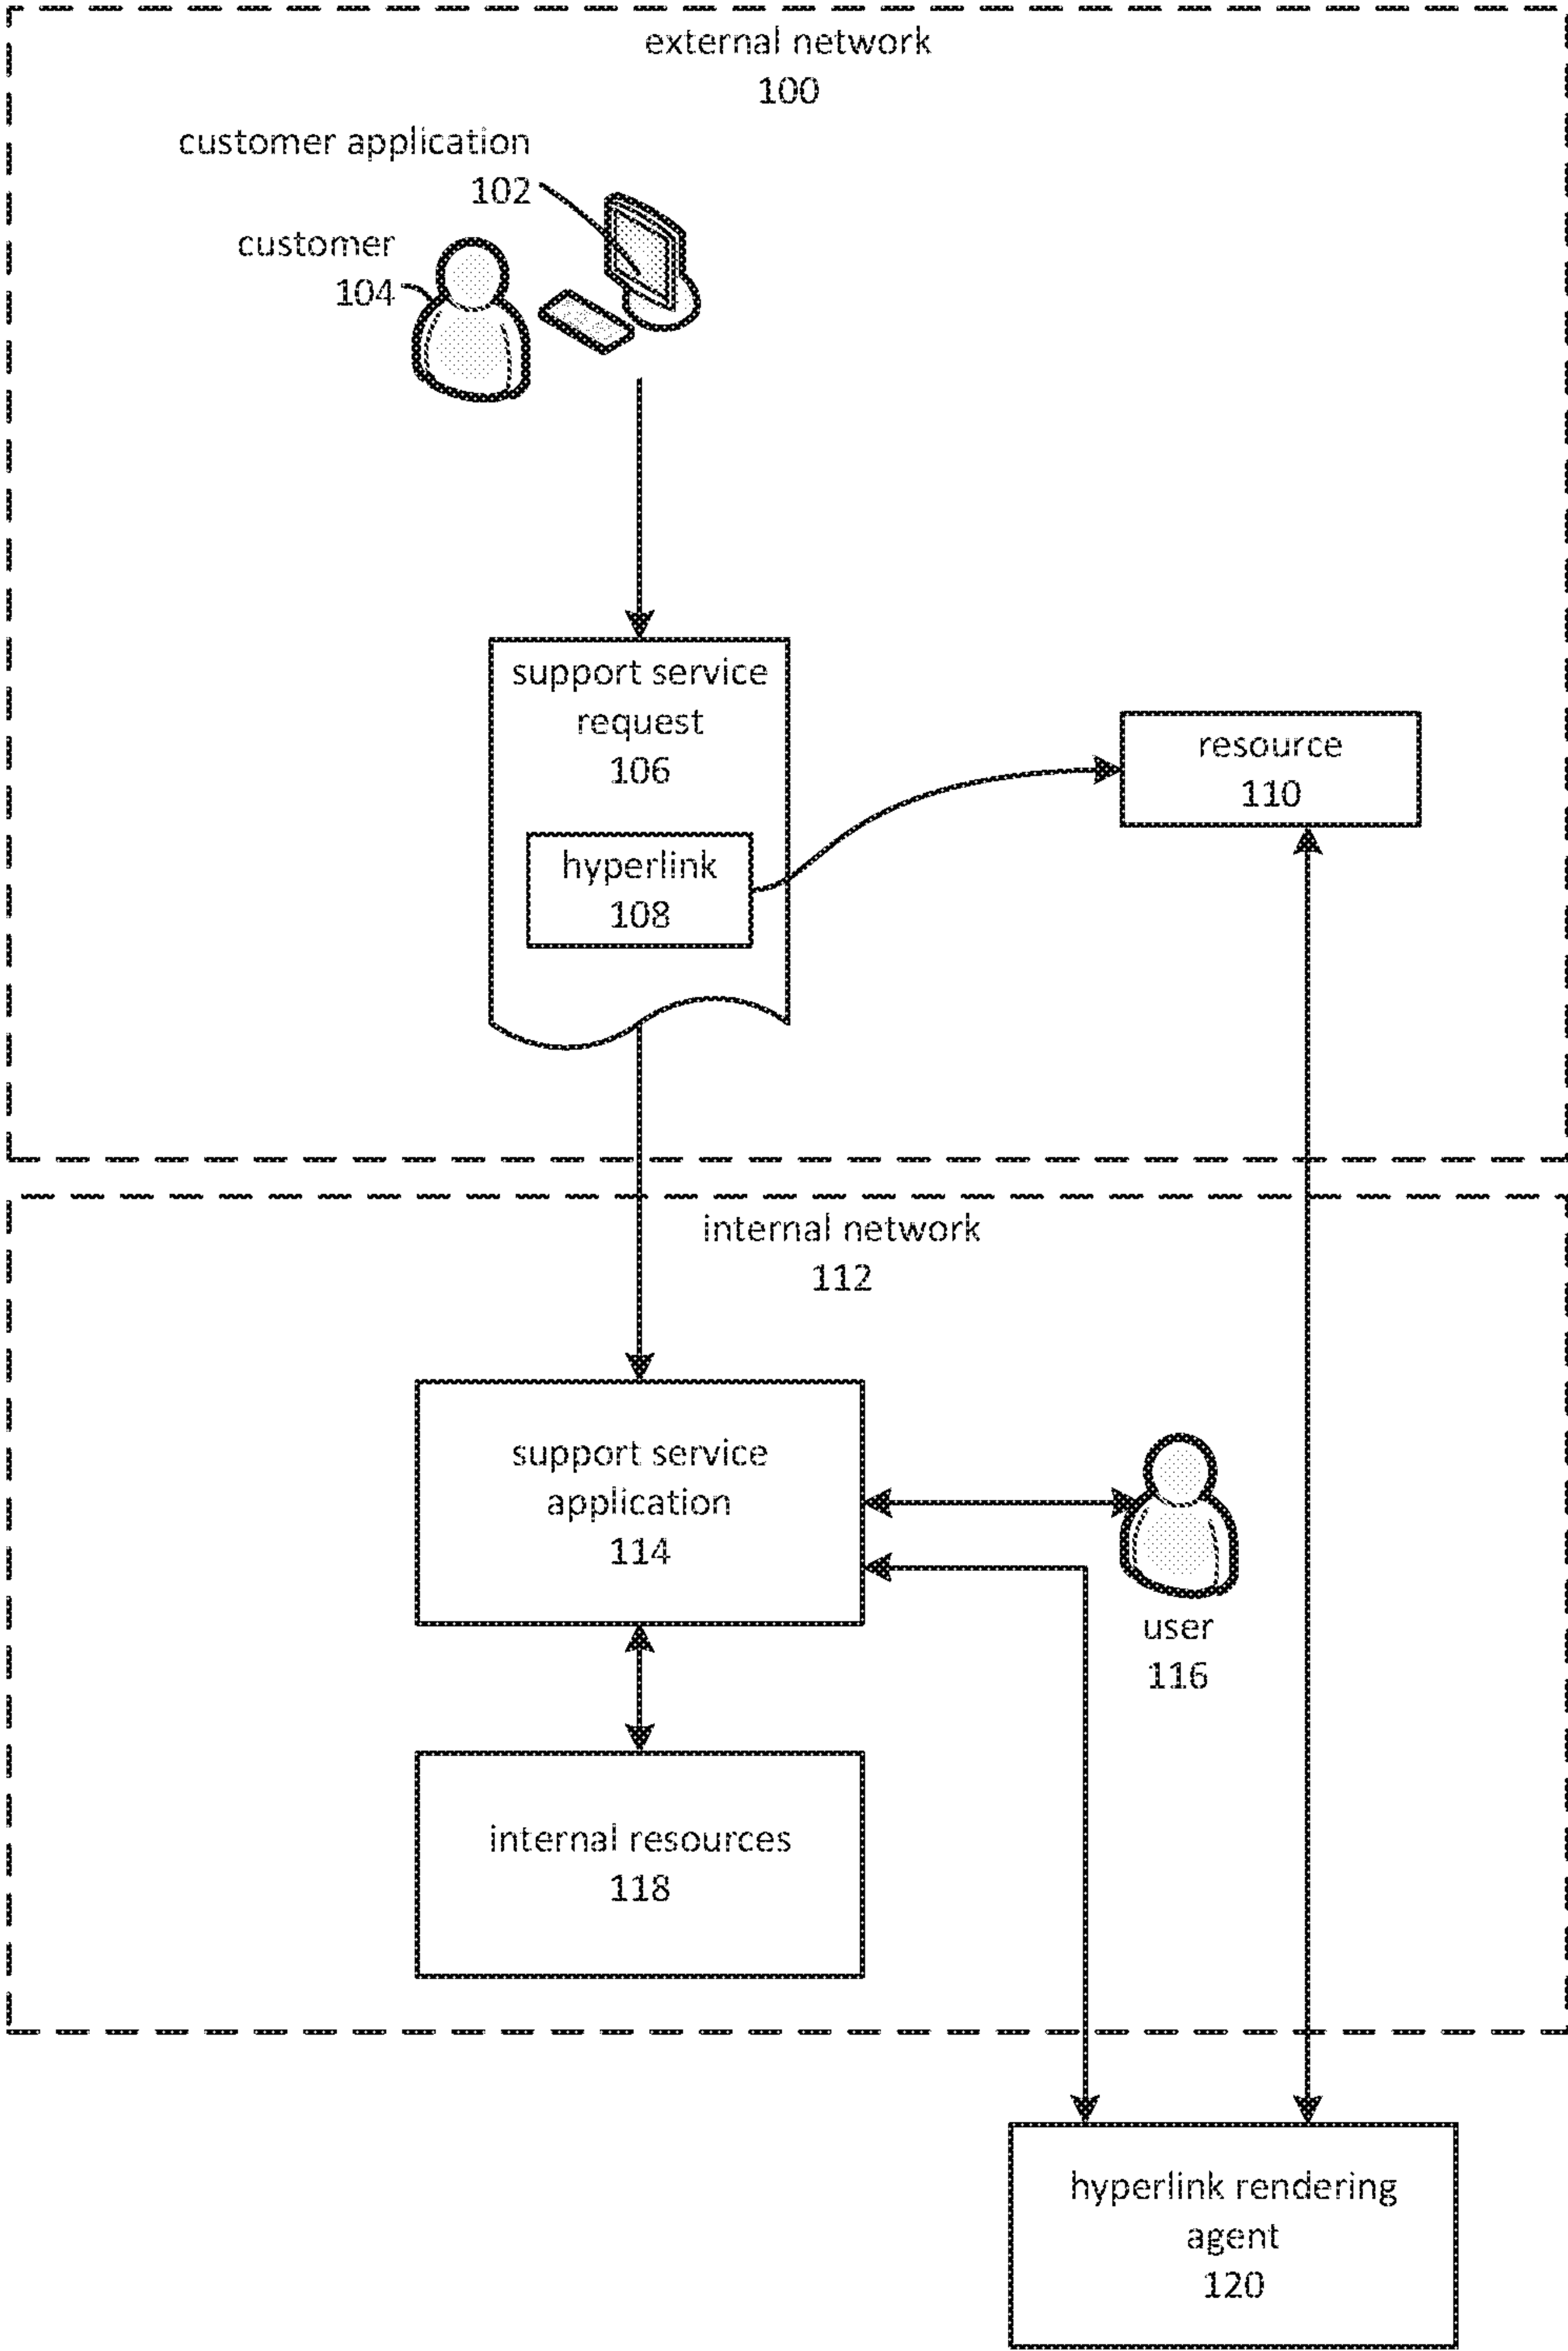 external network
100
customer application
102
customer
104
support service
request
106
resource
110
hyperlink
108
internal network
112
support service
application
114
user
116
internal resources
118
hyperlink rendering
agent
120